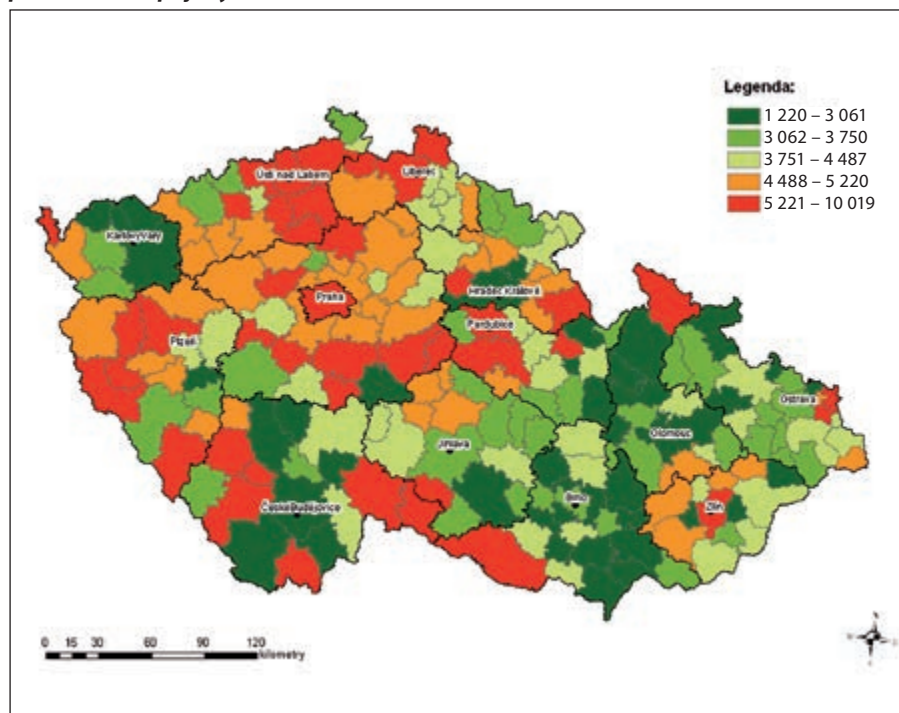 Legenda:
1 220 – 3 061
3 062 – 3 750
3 751 – 4 487
4 488 – 5 220
5 221 – 10 019
Ústí nad Labem
Liberec
Karlovy Vary
Praha
Hradec Králové
Pardubice
Plzeň
Ostrava
Olomouc
Jihlava
Brno
Zlín
České Budějovice
0 15 30 60 90 120
kilometry